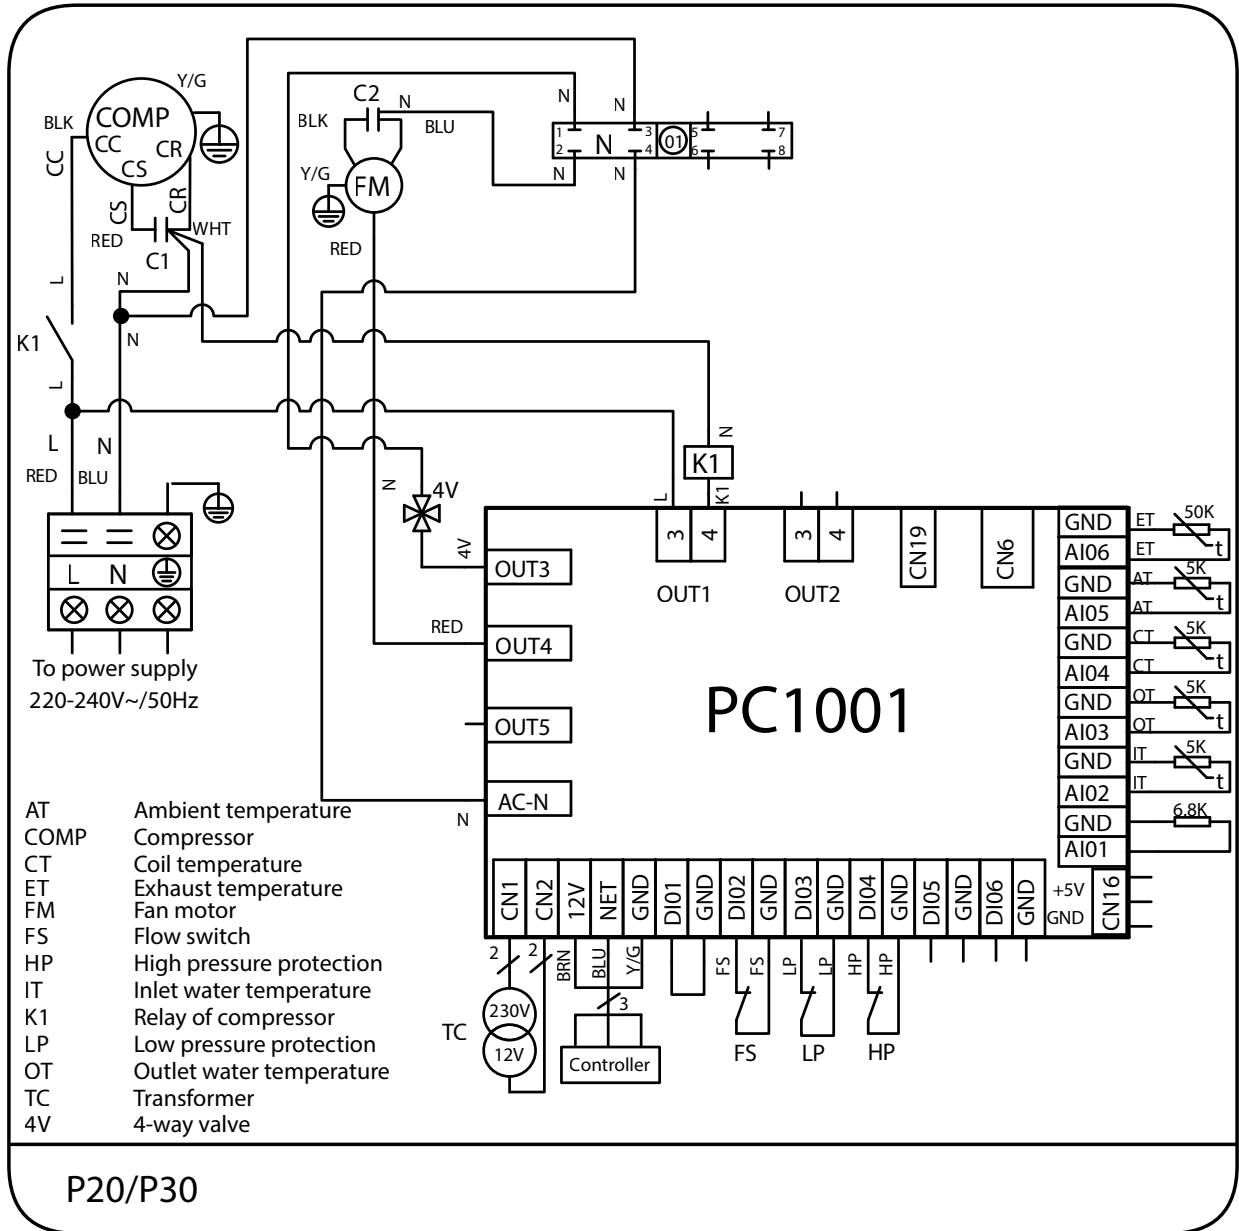 Y/G
COMP
BLK
CC
CR
CS
CC
CS
CR
RED
WHT
C1
L
N
K1
N
L
L
N
RED
BLU
L N
To power supply
220-240V~/50Hz
C2
N
BLK
BLU
Y/G
FM
RED
N
N
1
3
5
7
N
01
2
4
6
8
N
N
N
K1
L
K1
N
4V
4V
3
4
3
4
CN19
CN6
OUT1
OUT2
OUT3
RED
OUT4
OUT5
AC-N
N
PC1001
GND
ET
50K
AI06
ET
t
GND
AT
5K
AI05
AT
t
GND
CT
5K
AI04
CT
t
GND
OT
5K
AI03
OT
t
GND
IT
5K
AI02
IT
t
GND
6.8K
AI01
+5V
GND
CN16
CN1
CN2
12V
NET
GND
DI01
GND
DI02
GND
DI03
GND
DI04
GND
DI05
GND
DI06
GND
2
2
BRN
BLU
Y/G
FS
FS
LP
LP
HP
HP
3
230V
12V
TC
Controller
FS
LP
HP
AT Ambient temperature
COMP Compressor
CT Coil temperature
ET Exhaust temperature
FM Fan motor
FS Flow switch
HP High pressure protection
IT Inlet water temperature
K1 Relay of compressor
LP Low pressure protection
OT Outlet water temperature
TC Transformer
4V 4-way valve
P20/P30